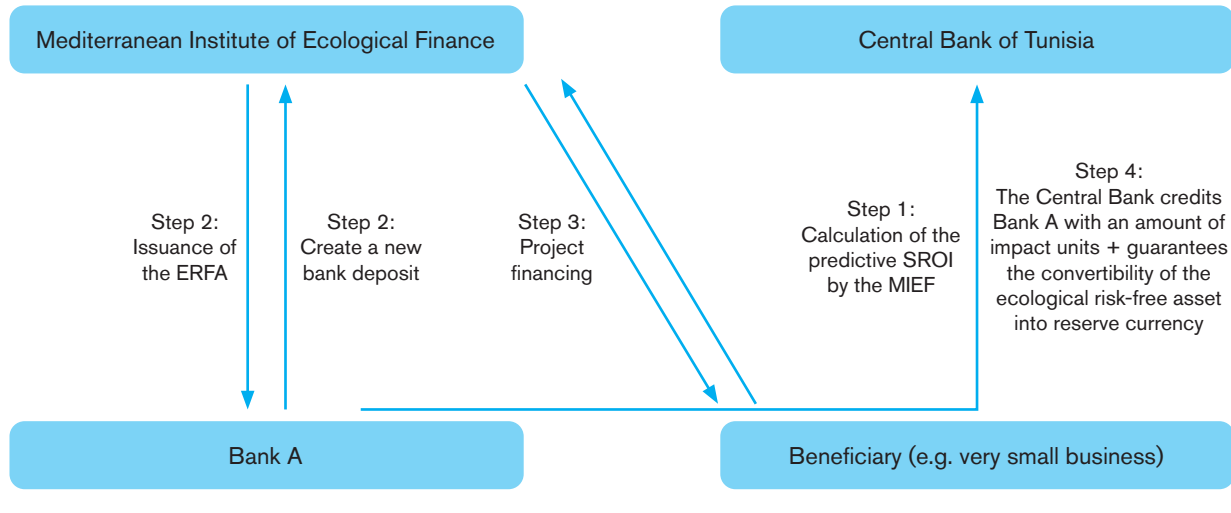 Mediterranean Institute of Ecological Finance
Central Bank of Tunisia
Step 2:
Issuance of
the ERFA
Step 2:
Create a new
bank deposit
Step 3:
Project
financing
Step 1:
Calculation of the
predictive SROI
by the MIEF
Step 4:
The Central Bank credits
Bank A with an amount of
impact units + guarantees
the convertibility of the
ecological risk-free asset
into reserve currency
Bank A
Beneficiary (e.g. very small business)